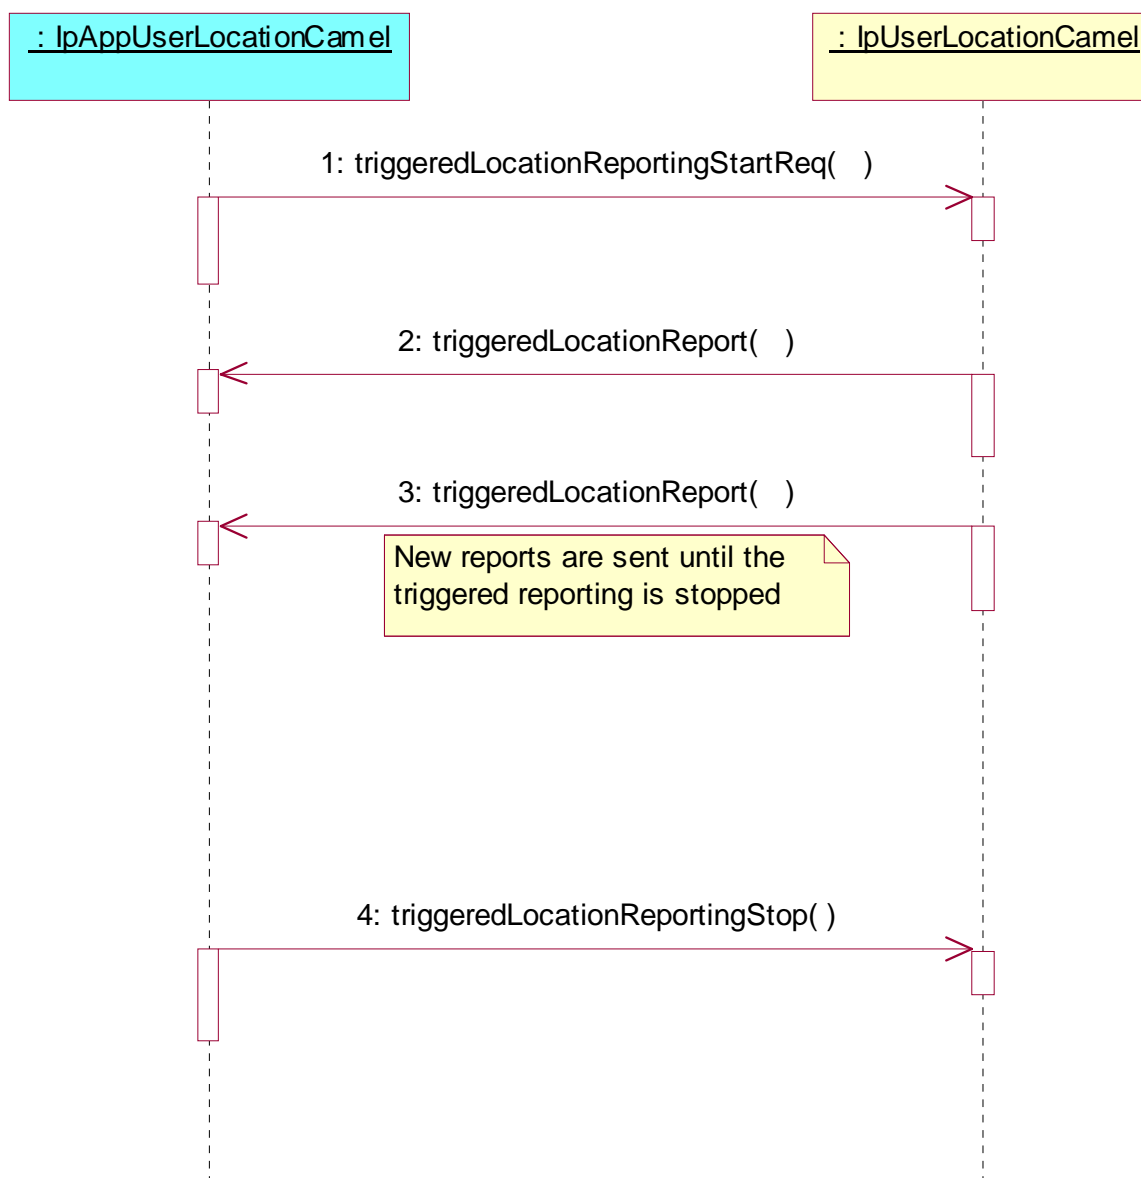 : IpAppUserLocationCamel
: IpUserLocationCamel
1: triggeredLocationReportingStartReq(   )
2: triggeredLocationReport(   )
3: triggeredLocationReport(   )
New reports are sent until the
triggered reporting is stopped
4: triggeredLocationReportingStop( )